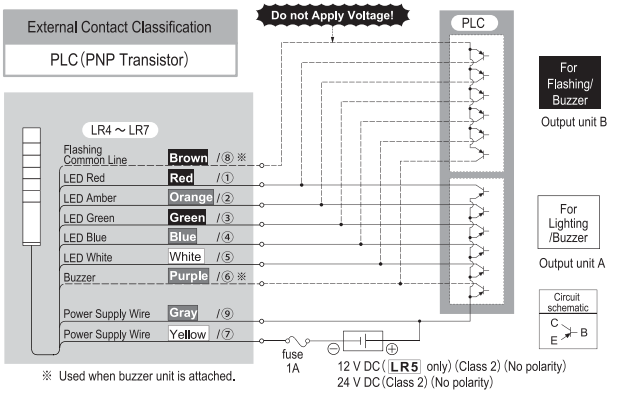 External Contact Classification
PLC (PNP Transistor)
Do not Apply Voltage!
PLC
For
Flashing/
Buzzer
Output unit B
LR4 ～ LR7
Flashing
Common Line Brown /⑧ ※
LED Red Red /①
LED Amber Orange /②
LED Green Green /③
LED Blue Blue /④
LED White White /⑤
Buzzer Purple /⑥ ※
Power Supply Wire Gray /⑨
Power Supply Wire Yellow /⑦
※ Used when buzzer unit is attached.
For
Lighting
/Buzzer
Output unit A
Circuit
schematic
C
E
B
fuse
1A
⊖ ⊕
12 V DC ( LR5 only) (Class 2) (No polarity)
24 V DC (Class 2) (No polarity)